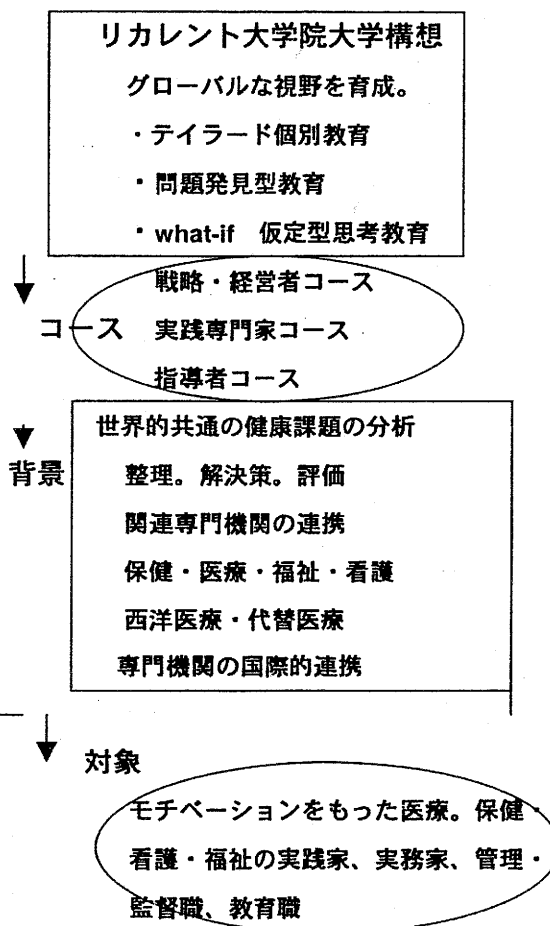 リカレント大学院大学構想
グローバルな視野を育成。
・テイラード個別教育
・問題発見型教育
・what-if 仮定型思考教育
戦略・経営者コース
コース 実践専門家コース
指導者コース
世界的共通の健康課題の分析
背景 整理。解決策。評価
関連専門機関の連携
保健・医療・福祉・看護
西洋医療・代替医療
専門機関の国際的連携
対象
モチベーションをもった医療。保健・
看護・福祉の実践家、実務家、管理・
監督職、教育職